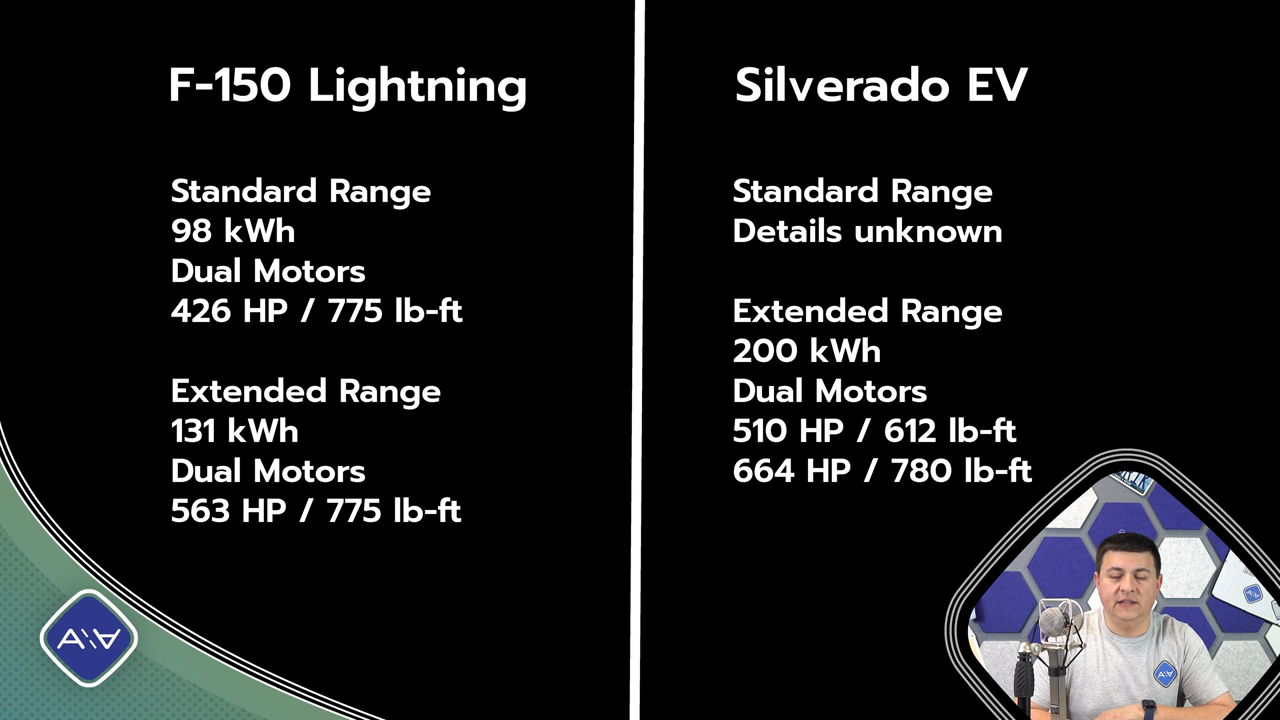 F-150 Lightning
Standard Range
98 kWh
Dual Motors
426 HP / 775 lb-ft
Extended Range
131 kWh
Dual Motors
563 HP / 775 lb-ft
Silverado EV
Standard Range
Details unknown
Extended Range
200 kWh
Dual Motors
510 HP / 612 lb-ft
664 HP / 780 lb-ft